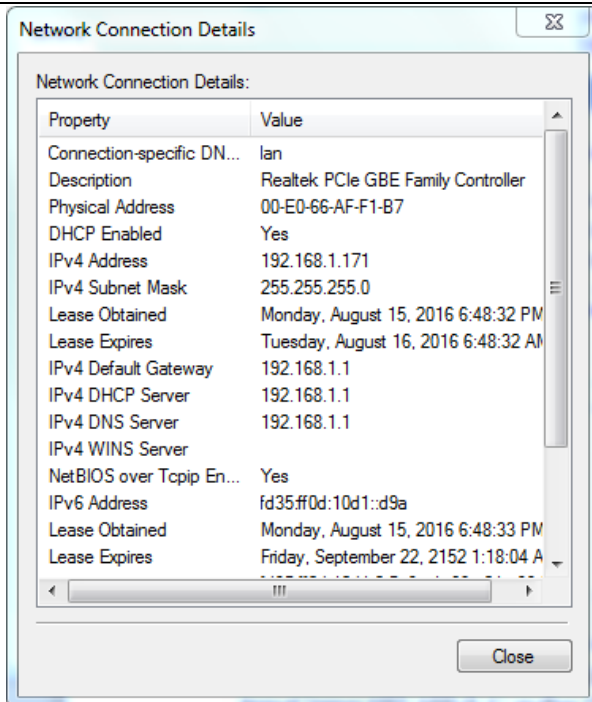 Network Connection Details
Network Connection Details:
Property Value
Connection-specific DN... lan
Description Realtek PCIe GBE Family Controller
Physical Address 00-E0-66-AF-F1-B7
DHCP Enabled Yes
IPv4 Address 192.168.1.171
IPv4 Subnet Mask 255.255.255.0
Lease Obtained Monday, August 15, 2016 6:48:32 PM
Lease Expires Tuesday, August 16, 2016 6:48:32 AM
IPv4 Default Gateway 192.168.1.1
IPv4 DHCP Server 192.168.1.1
IPv4 DNS Server 192.168.1.1
IPv4 WINS Server
NetBIOS over Tcpip En... Yes
IPv6 Address fd35:ff0d:10d1::d9a
Lease Obtained Monday, August 15, 2016 6:48:33 PM
Lease Expires Friday, September 22, 2152 1:18:04 A
Close